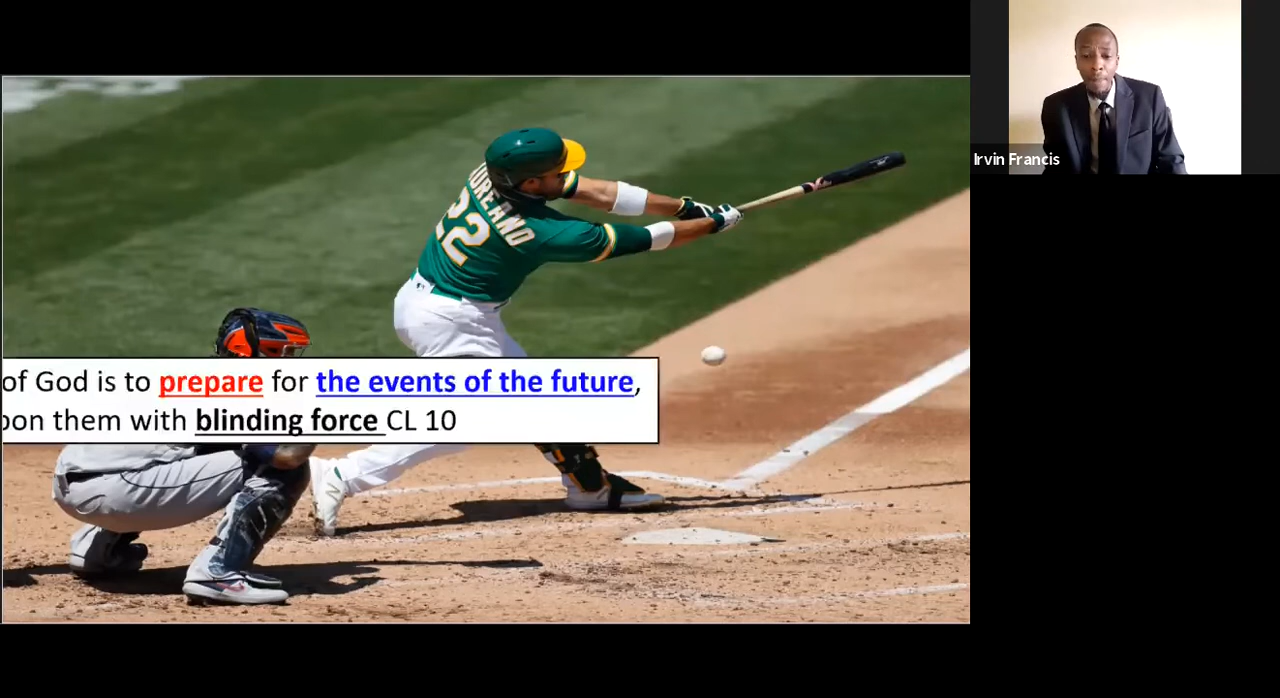 LUREANO
22
of God is to prepare for the events of the future,
pon them with blinding force CL 10
Irvin Francis